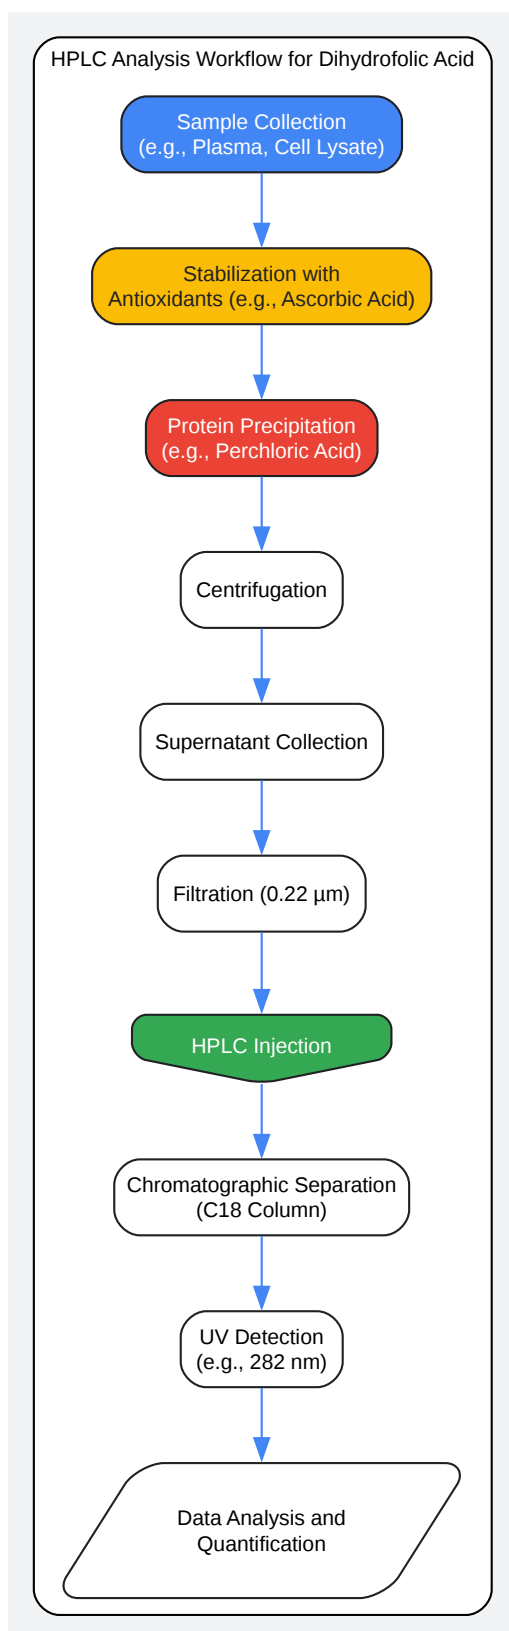 HPLC Analysis Workflow for Dihydrofolic Acid
Sample Collection
(e.g., Plasma, Cell Lysate)
Stabilization with
Antioxidants (e.g., Ascorbic Acid)
Protein Precipitation
(e.g., Perchloric Acid)
Centrifugation
Supernatant Collection
Filtration (0.22 µm)
HPLC Injection
Chromatographic Separation
(C18 Column)
UV Detection
(e.g., 282 nm)
Data Analysis and
Quantification